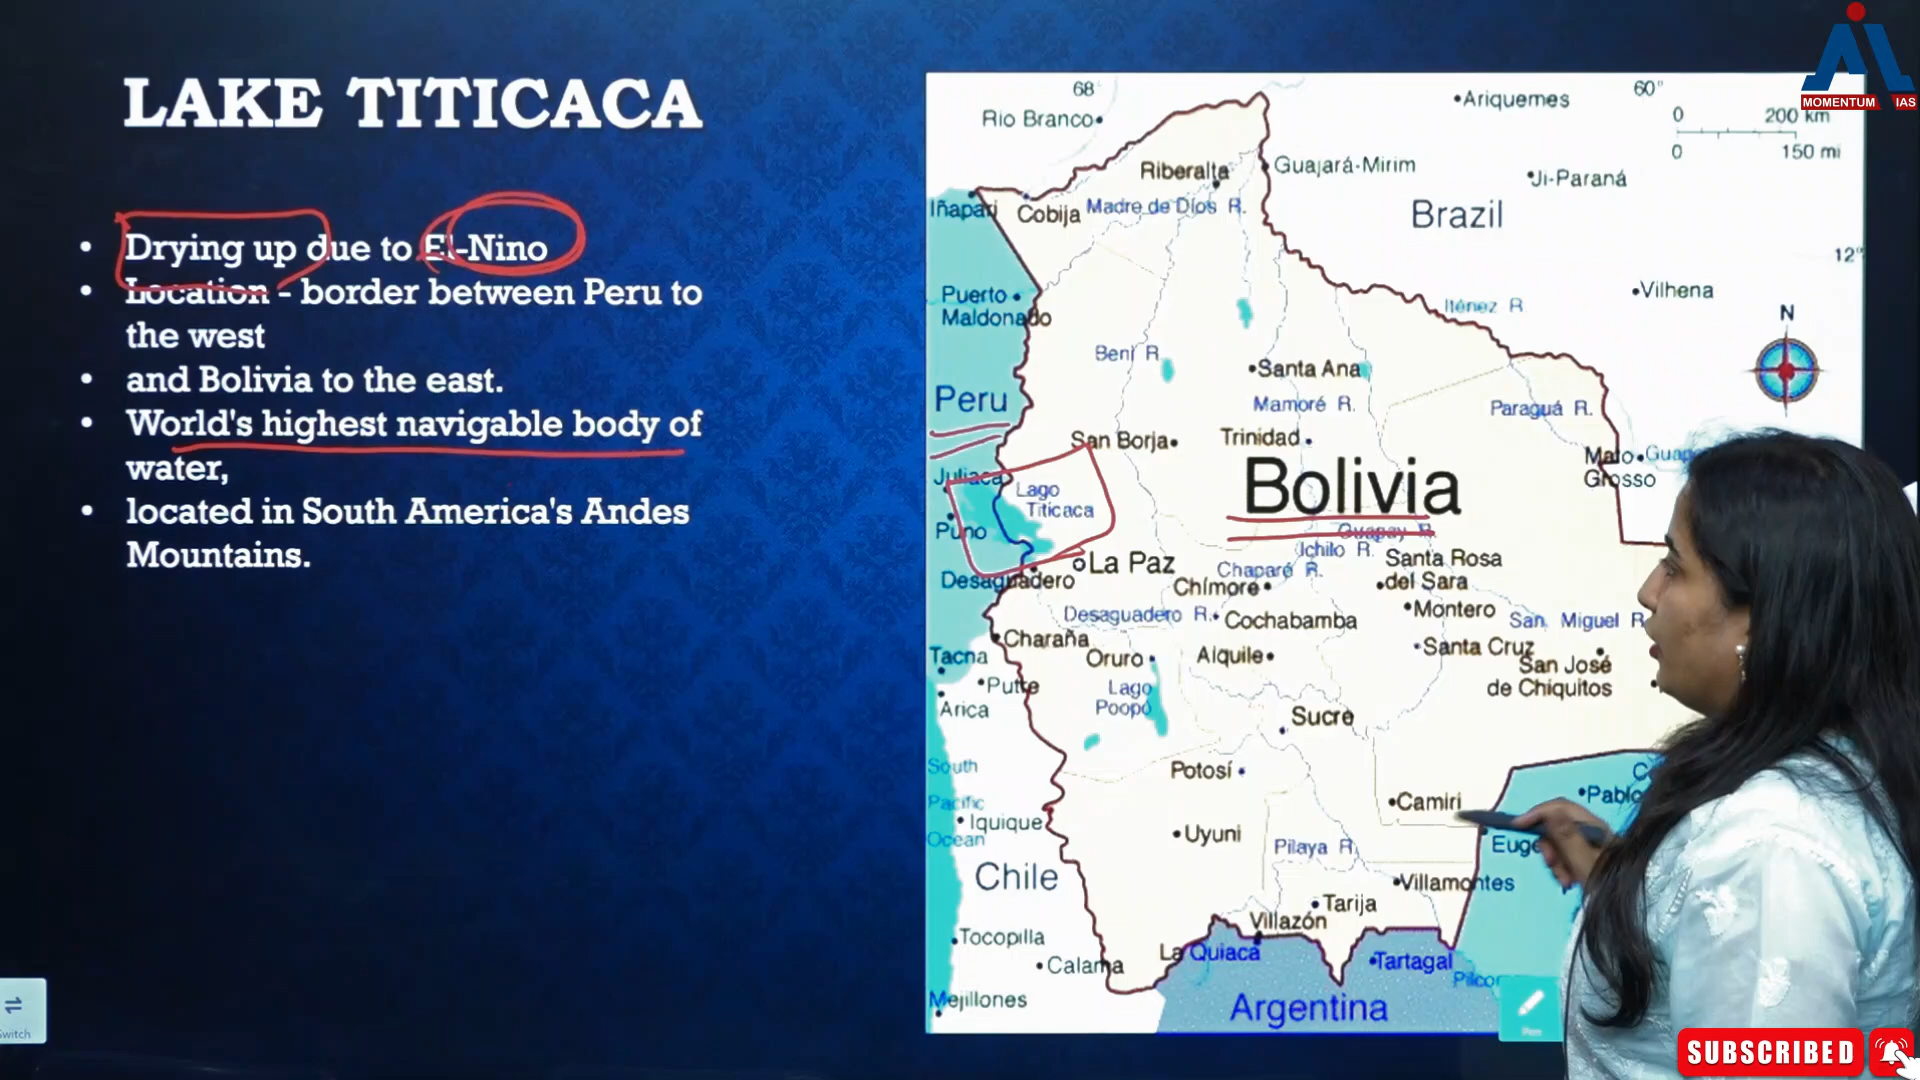 LAKE TITICACA
• Drying up due to El-Nino
• Location - border between Peru to
the west
• and Bolivia to the east.
• World's highest navigable body of
water,
• located in South America's Andes
Mountains.
68°
60°
0 200 km
0 150 mi
12°
N
Rio Branco
Ariquemes
Riberalta
Guajará-Mirim
Ji-Paraná
Iñapari
Cobija
Madre de Díos R.
Brazil
Puerto
Maldonado
Iténez R
Vilhena
Beni R.
Santa Ana
Peru
Mamoré R.
Paraguá R.
San Borja
Trinidad
Mato
Grosso
Juliaca
Lago
Titicaca
Bolivia
Puno
Guapay R
Ichilo R.
La Paz
Santa Rosa
del Sara
Desaguadero
Chaparé R.
Chímore
Montero
Desaguadero R.
Cochabamba
San Miguel R
Charaña
Santa Cruz
Tacna
Oruro
Aiquile
San José
de Chiquitos
Putre
Lago
Poopó
Arica
Sucre
South
Pacific
Ocean
Potosí
Camiri
Iquique
Uyuni
Pilaya R.
Chile
Villamontes
Tarija
Villazón
Tocopilla
La Quiaca
Tartagal
Calama
Mejillones
Argentina
MOMENTUM IAS
Switch
Pen
SUBSCRIBED